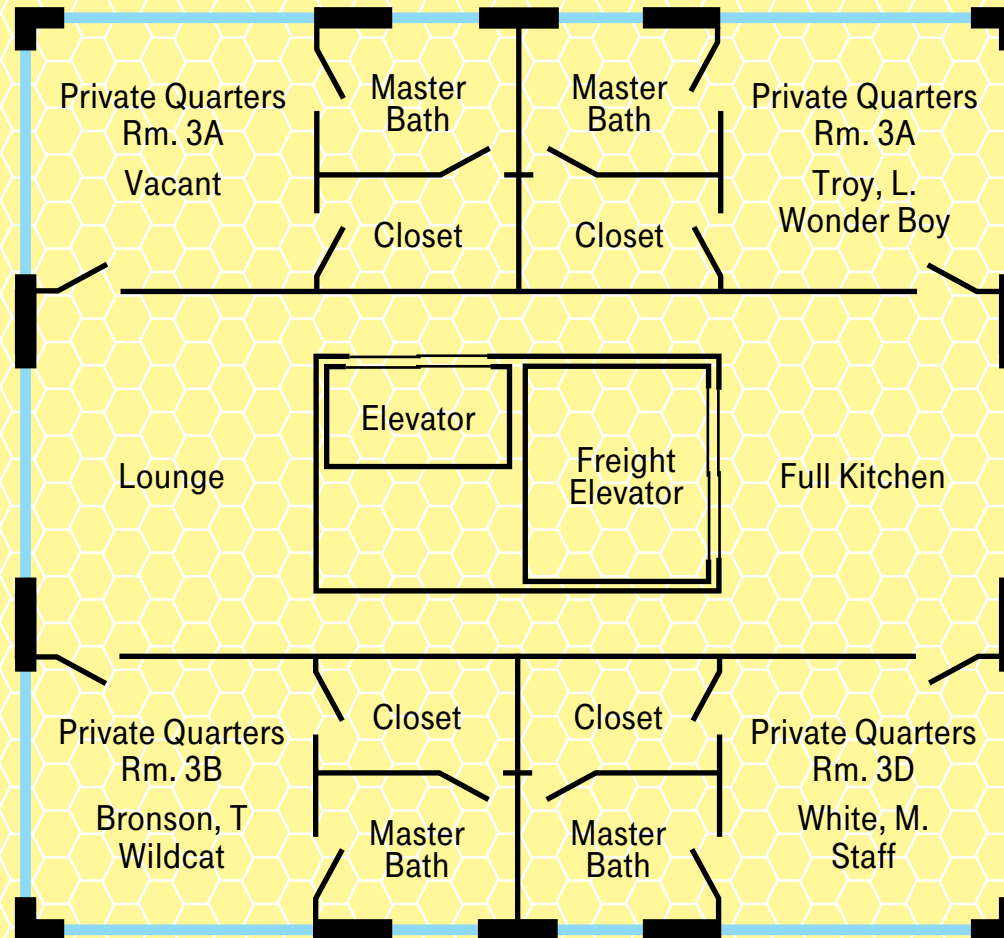 Private Quarters
Rm. 3A
Vacant
Master
Bath
Closet
Master
Bath
Closet
Private Quarters
Rm. 3A
Troy, L.
Wonder Boy
Lounge
Elevator
Freight
Elevator
Full Kitchen
Private Quarters
Rm. 3B
Bronson, T
Wildcat
Closet
Master
Bath
Closet
Master
Bath
Private Quarters
Rm. 3D
White, M.
Staff